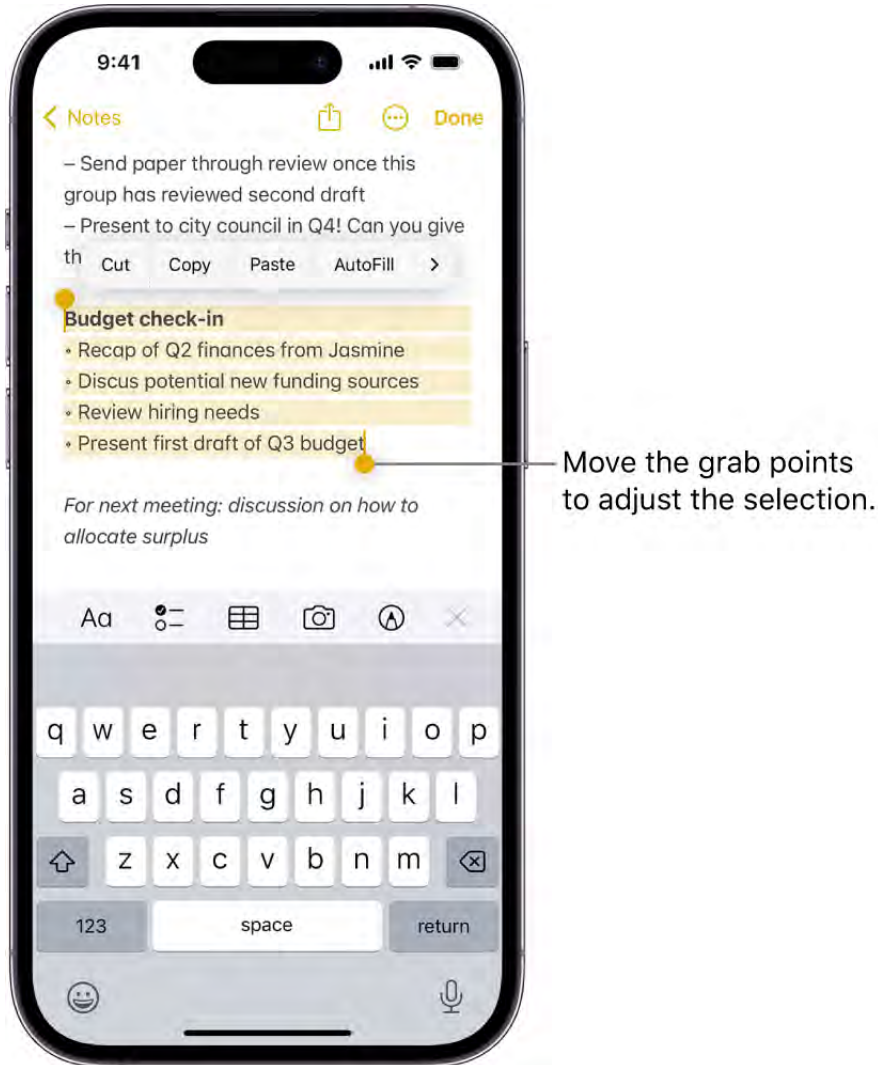 9:41
Notes
Done
– Send paper through review once this
group has reviewed second draft
– Present to city council in Q4! Can you give
th
Cut Copy Paste AutoFill >
Budget check-in
◦ Recap of Q2 finances from Jasmine
◦ Discus potential new funding sources
◦ Review hiring needs
◦ Present first draft of Q3 budget
Move the grab points
to adjust the selection.
For next meeting: discussion on how to
allocate surplus
Aa
q w e r t y u i o p
a s d f g h j k l
z x c v b n m
123 space return